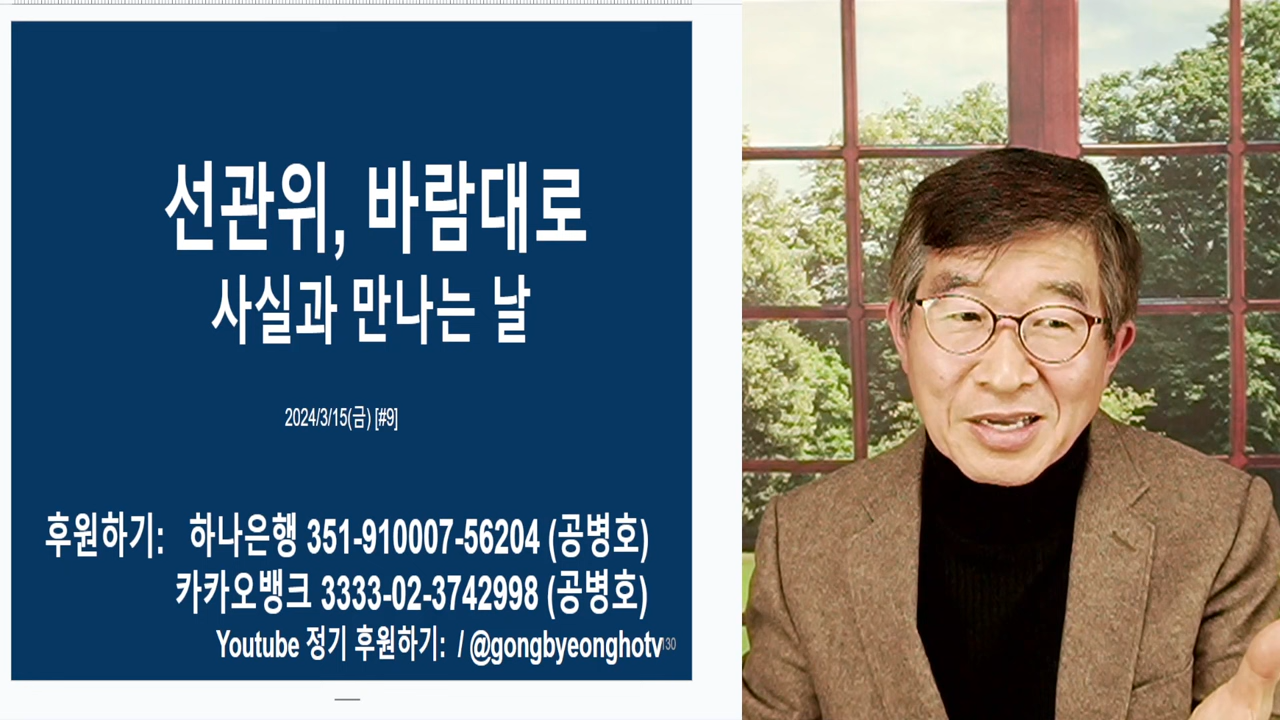 선관위, 바람대로
사실과 만나는 날
2024/3/15(금) [#9]
후원하기: 하나은행 351-910007-56204 (공병호)
카카오뱅크 3333-02-3742998 (공병호)
Youtube 정기 후원하기: / @gongbyeonghotv
130